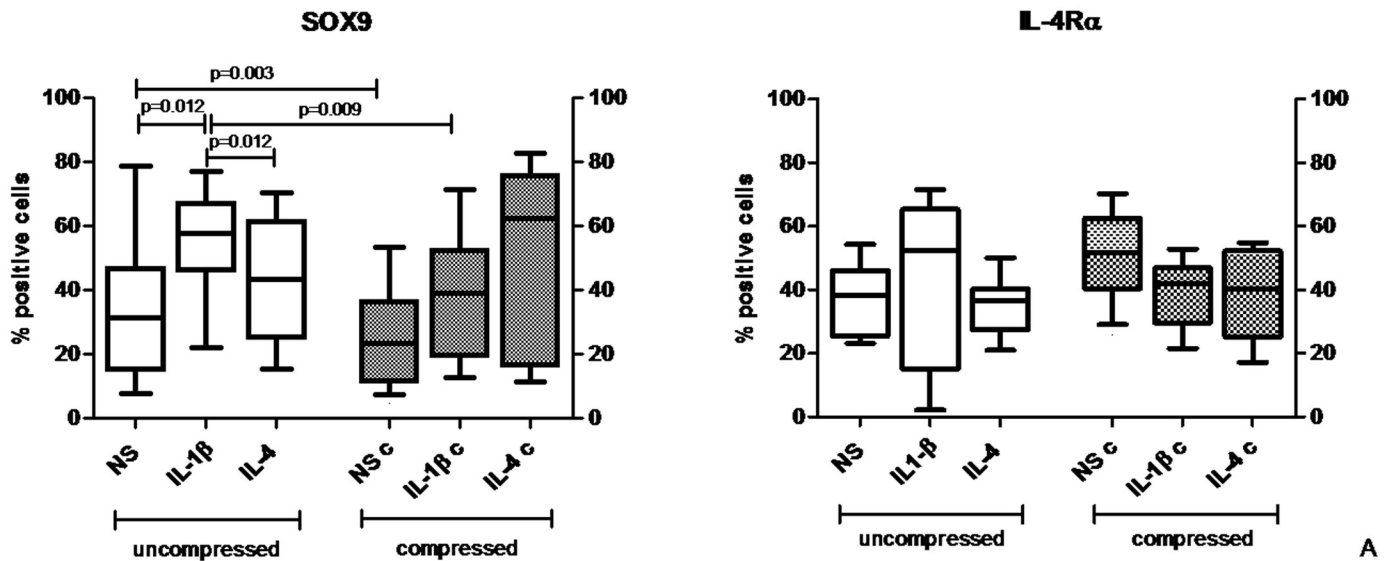 SOX9
p=0.003
p=0.012
p=0.009
p=0.012
% positive cells
100
80
60
40
20
0
100
80
60
40
20
0
NS
IL-1β
IL-4
NS c
IL-1β c
IL-4 c
uncompressed
compressed
IL-4Rα
% positive cells
100
80
60
40
20
0
100
80
60
40
20
0
NS
IL1-β
IL-4
NS c
IL-1β c
IL-4 c
uncompressed
compressed
A